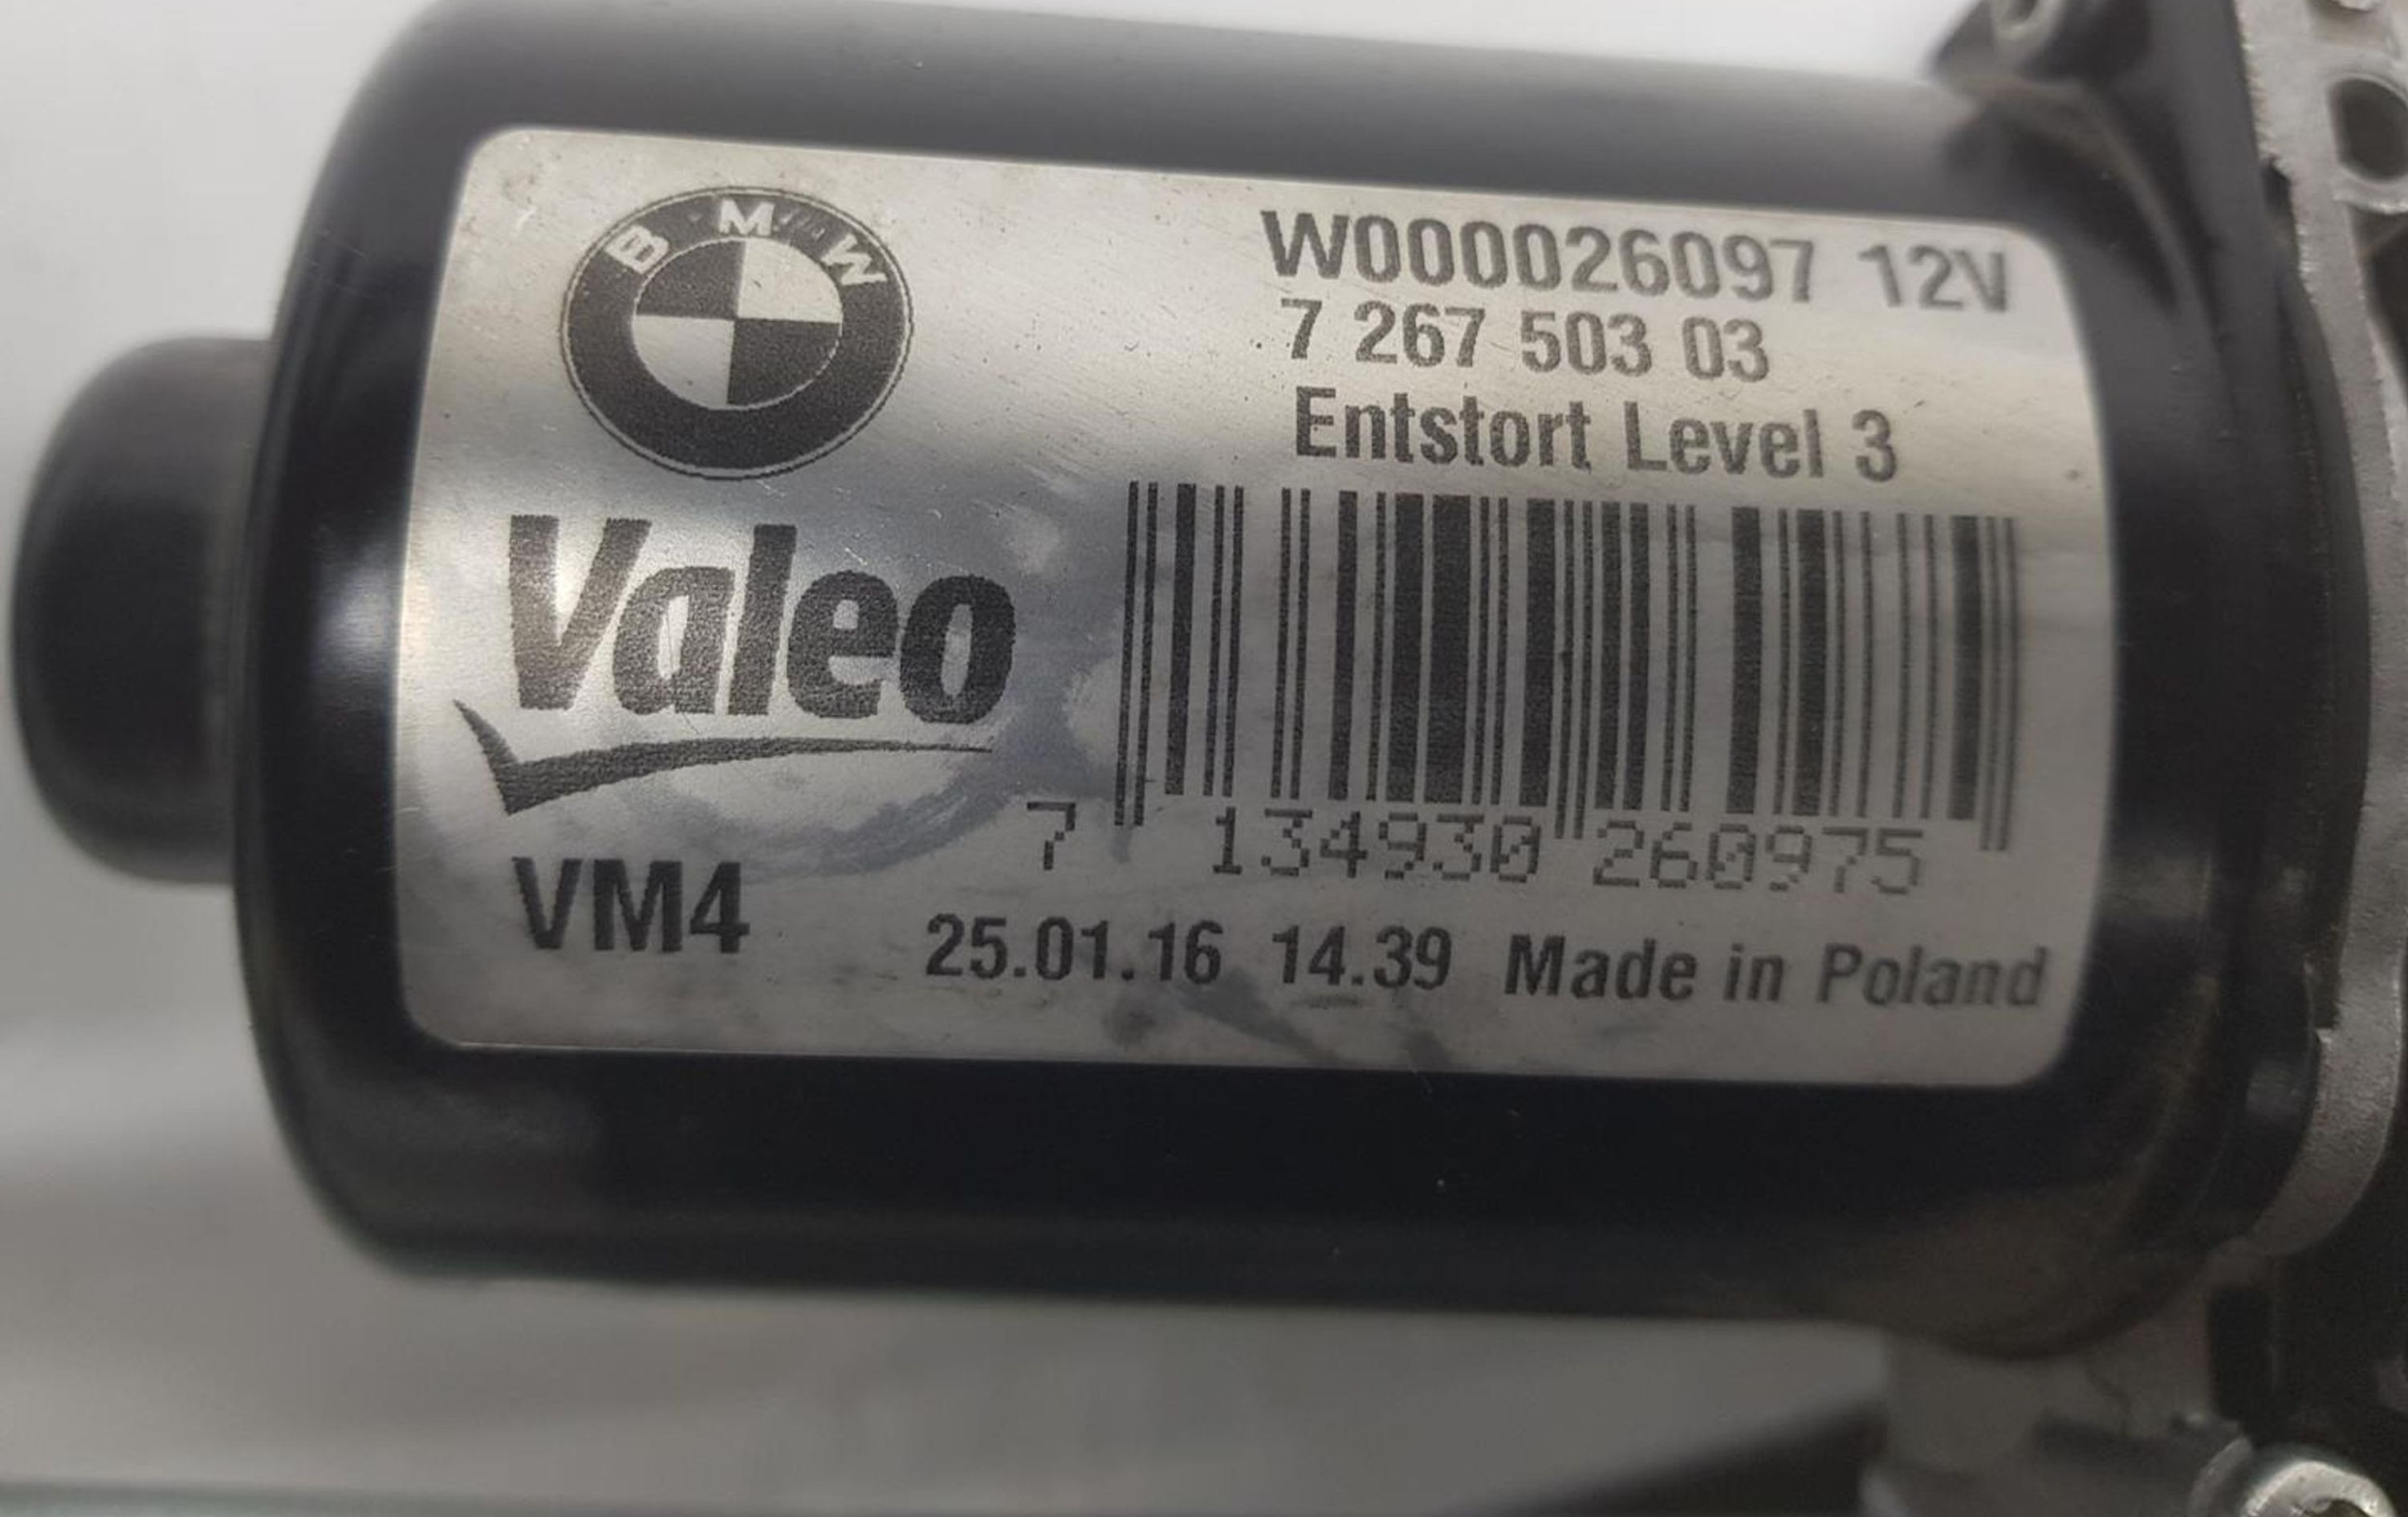 BMW
W000026097 12V
7 267 503 03
Entstort Level 3
Valeo
7 134930 260975
VM4
25.01.16 14.39 Made in Poland